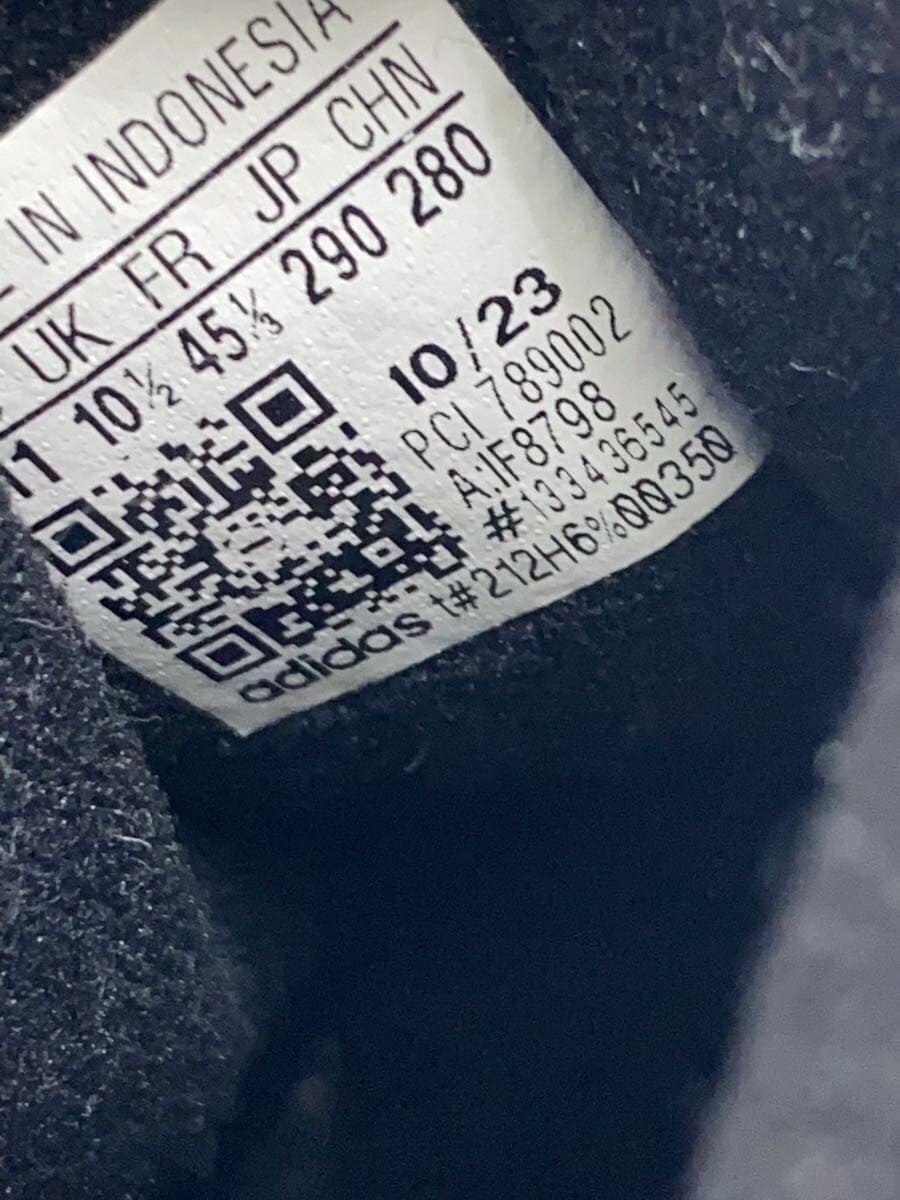 IN INDONESIA
UK FR JP CHN
11 10½ 45⅓ 290 280
10/23
PCI 789002
A:IF8798
#133436545
adidas t#212H6%00350